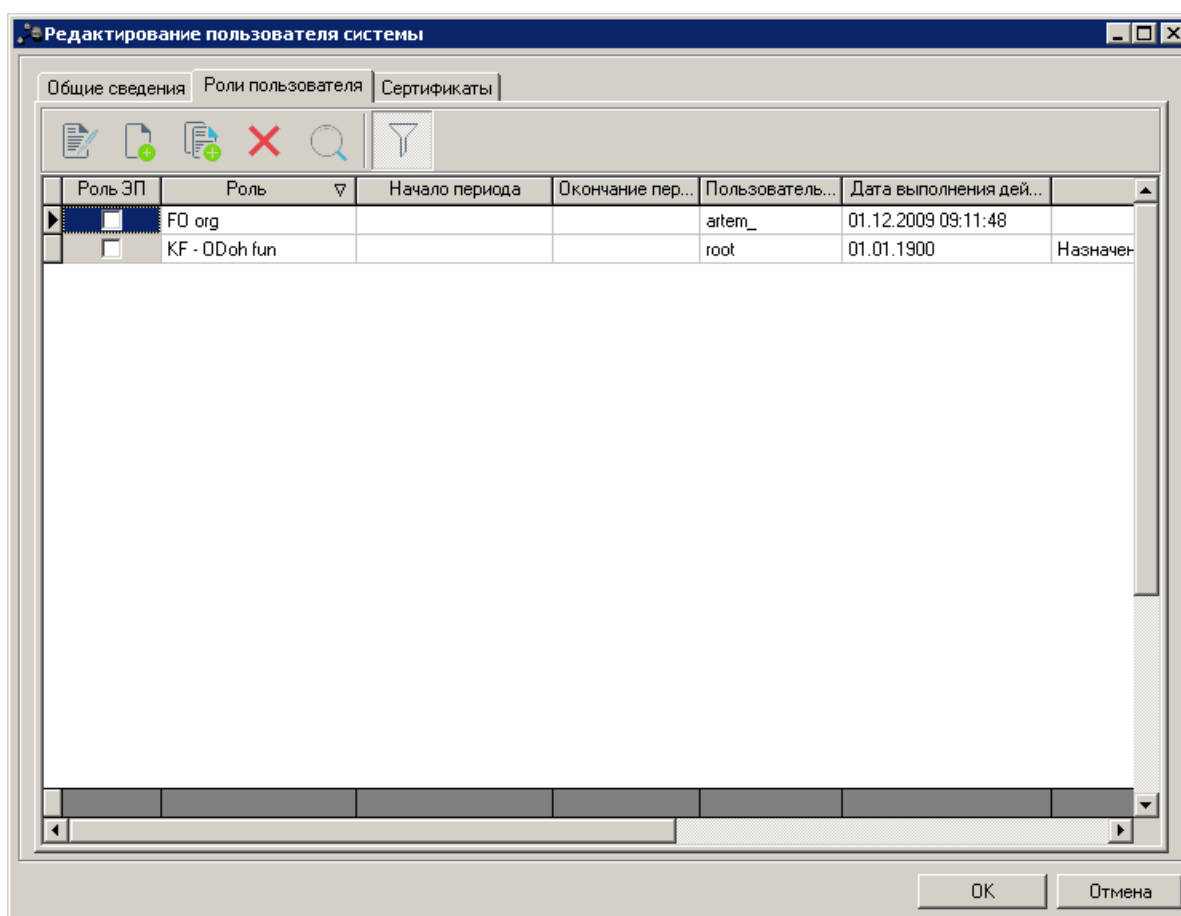 Редактирование пользователя системы
Общие сведения Роли пользователя Сертификаты
Роль ЭП Роль Начало периода Окончание пер... Пользователь... Дата выполнения дей...
FO org artem_ 01.12.2009 09:11:48
KF - ODoh fun root 01.01.1900 Назначен
OK Отмена